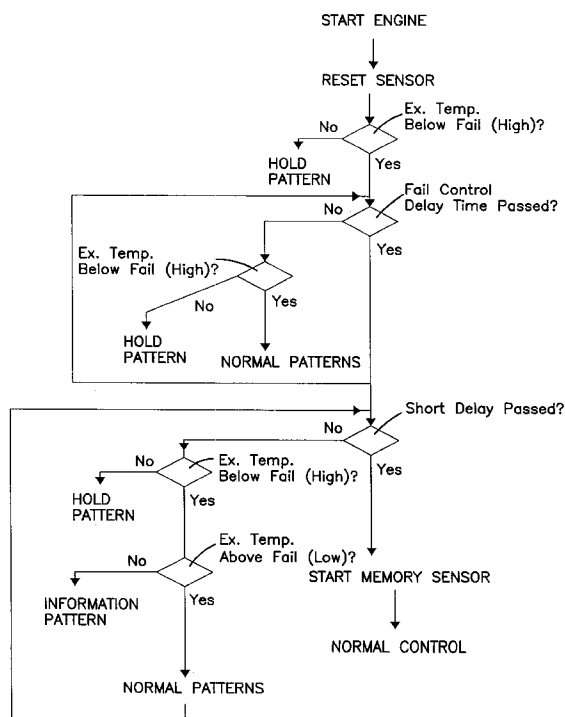 START ENGINE
RESET SENSOR
Ex. Temp.
Below Fail (High)?
No
Yes
HOLD
PATTERN
Fail Control
Delay Time Passed?
No
Yes
Ex. Temp.
Below Fail (High)?
No
Yes
HOLD
PATTERN
NORMAL PATTERNS
Short Delay Passed?
No
Yes
Ex. Temp.
Below Fail (High)?
No
Yes
HOLD
PATTERN
Ex. Temp.
Above Fail (Low)?
No
Yes
START MEMORY SENSOR
INFORMATION
PATTERN
NORMAL CONTROL
NORMAL PATTERNS